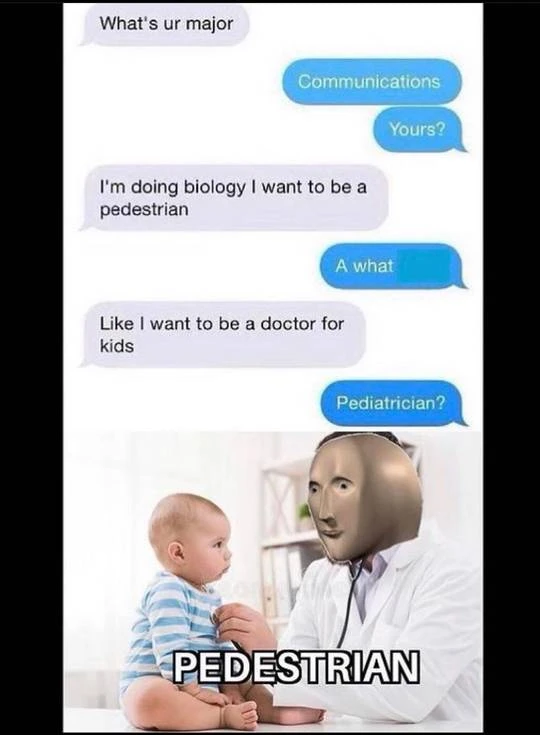 What's ur major
Communications
Yours?
I'm doing biology I want to be a
pedestrian
A what
Like I want to be a doctor for
kids
Pediatrician?
PEDESTRIAN